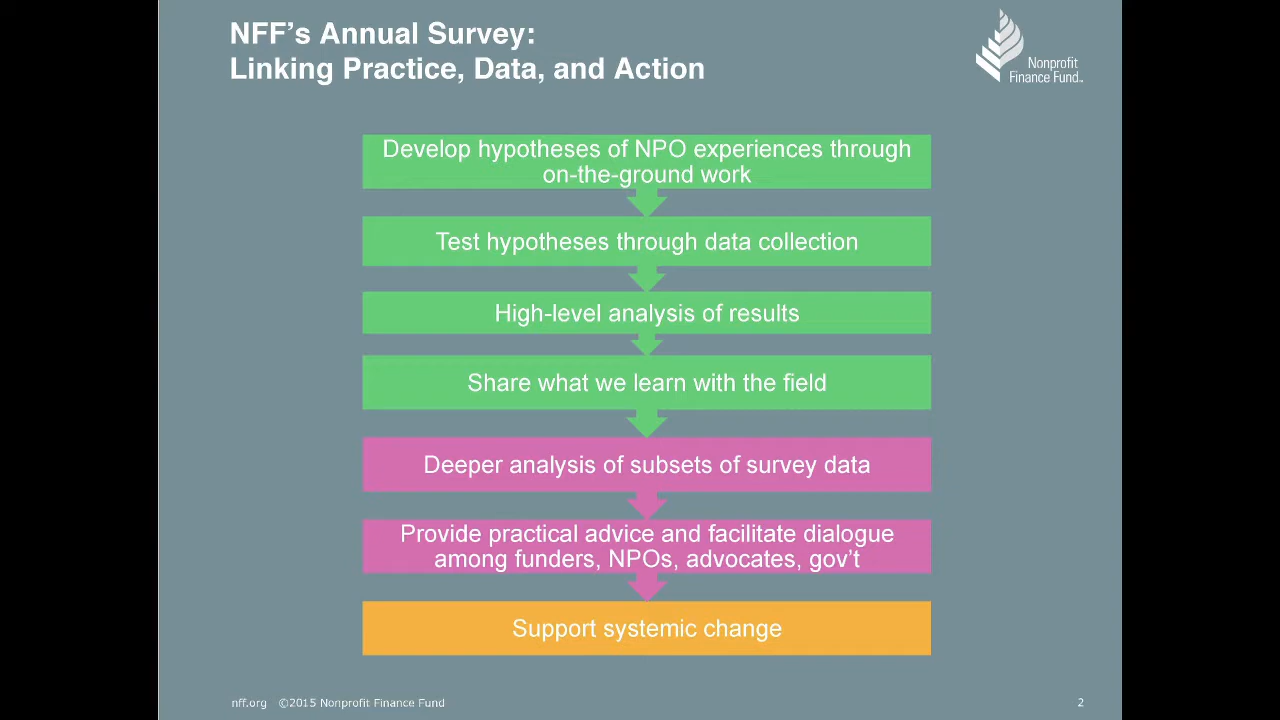 NFF’s Annual Survey:
Linking Practice, Data, and Action
Nonprofit
Finance Fund™
Develop hypotheses of NPO experiences through
on-the-ground work
Test hypotheses through data collection
High-level analysis of results
Share what we learn with the field
Deeper analysis of subsets of survey data
Provide practical advice and facilitate dialogue
among funders, NPOs, advocates, gov’t
Support systemic change
nff.org ©2015 Nonprofit Finance Fund
2